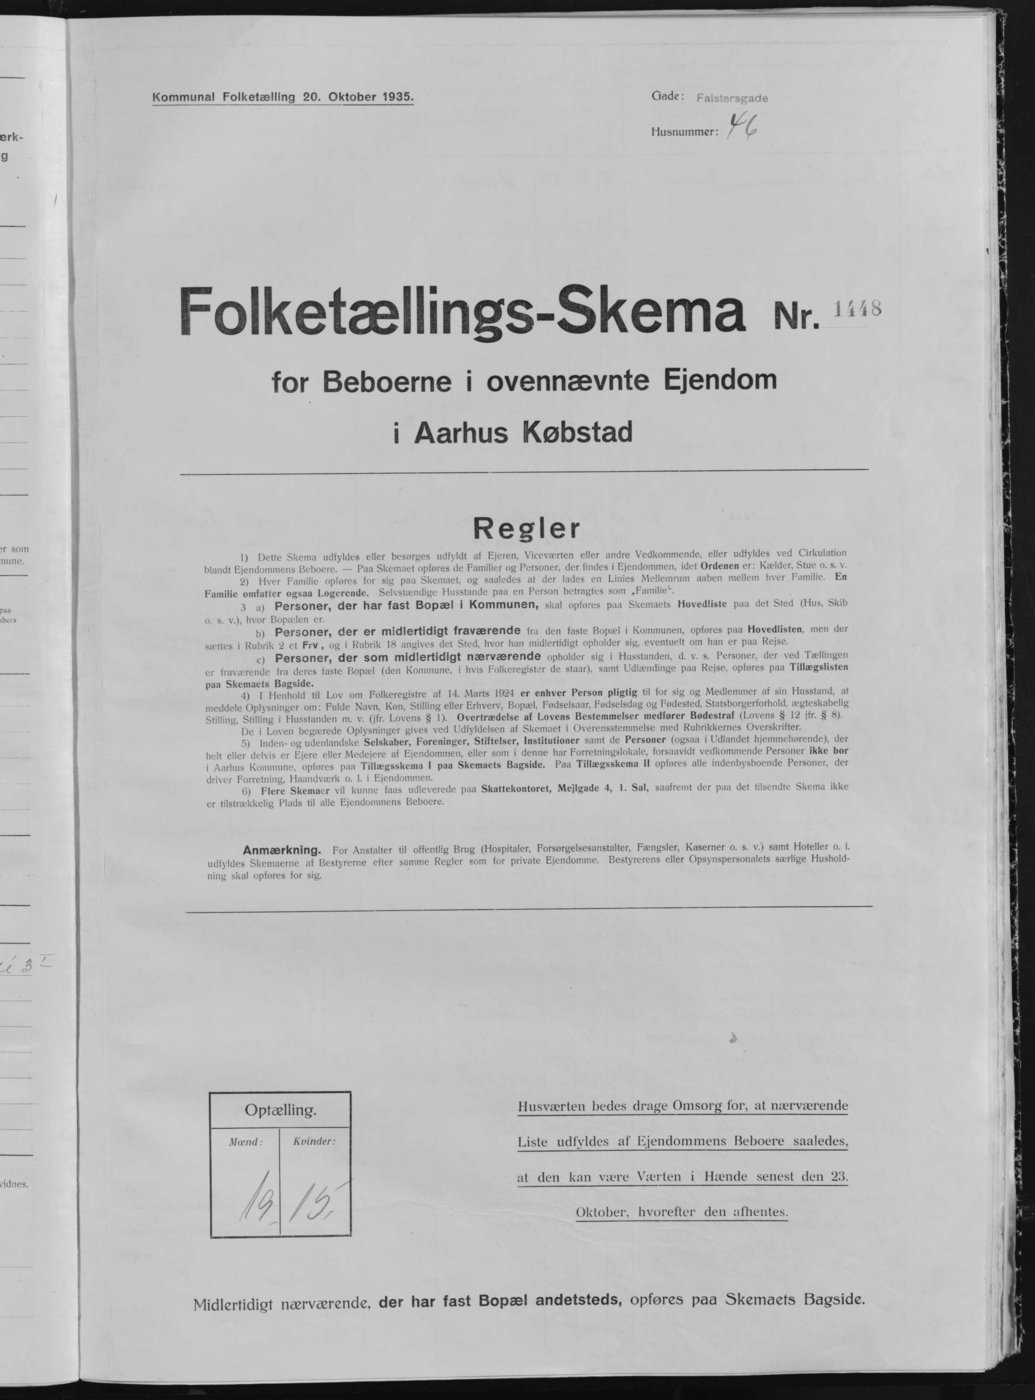 Kommunal Folketælling 20. Oktober 1935.
Gade: Falstersgade
Husnummer: 46
Folketællings-Skema Nr. 1448
for Beboerne i ovennævnte Ejendom
i Aarhus Købstad
Regler
1) Dette Skema udfyldes eller besørges udfyldt af Ejeren, Viceværten eller andre Vedkommende, eller udfyldes ved Cirkulation
blandt Ejendommens Beboere. — Paa Skemaet opføres de Familier og Personer, der findes i Ejendommen, idet Ordenen er: Kælder, Stue o. s. v.
2) Hver Familie opføres for sig paa Skemaet, og saaledes at der lades en Linies Mellemrum aaben mellem hver Familie. En
Familie omfatter ogsaa Logerende. Selvstændige Husstande paa en Person betragtes som „Familie“.
3 a) Personer, der har fast Bopæl i Kommunen, skal opføres paa Skemaets Hovedliste paa det Sted (Hus, Skib
o. s. v.), hvor Bopælen er.
b) Personer, der er midlertidigt fraværende fra den faste Bopæl i Kommunen, opføres paa Hovedlisten, men der
sættes i Rubrik 2 et Frv, og i Rubrik 18 angives det Sted, hvor han midlertidigt opholder sig, eventuelt om han er paa Rejse.
c) Personer, der som midlertidigt nærværende opholder sig i Husstanden, d. v. s. Personer, der ved Tællingen
er fraværende fra deres faste Bopæl (den Kommune, i hvis Folkeregister de staar), samt Udlændinge paa Rejse, opføres paa Tillægslisten
paa Skemaets Bagside.
4) I Henhold til Lov om Folkeregistre af 14. Marts 1924 er enhver Person pligtig til for sig og Medlemmer af sin Husstand, at
meddele Oplysninger om: Fulde Navn, Køn, Stilling eller Erhverv, Bopæl, Fødselsaar, Fødselsdag og Fødested, Statsborgerforhold, ægteskabelig
Stilling, Stilling i Husstanden m. v. (jfr. Lovens § 1). Overtrædelse af Lovens Bestemmelser medfører Bødestraf (Lovens § 12 jfr. § 8).
De i Loven begærede Oplysninger gives ved Udfyldelsen af Skemaet i Overensstemmelse med Rubrikkernes Overskrifter.
5) Inden- og udenlandske Selskaber, Foreninger, Stiftelser, Institutioner samt de Personer (ogsaa i Udlandet hjemmehørende), der
helt eller delvis er Ejere eller Medejere af Ejendommen, eller som i denne har Forretningslokale, forsaavidt vedkommende Personer ikke bor
i Aarhus Kommune, opføres paa Tillægsskema I paa Skemaets Bagside. Paa Tillægsskema II opføres alle indenbysboende Personer, der
driver Forretning, Haandværk o. l. i Ejendommen.
6) Flere Skemaer vil kunne faas udleverede paa Skattekontoret, Mejlgade 4, 1. Sal, saafremt der paa det tilsendte Skema ikke
er tilstrækkelig Plads til alle Ejendommens Beboere.
Anmærkning. For Anstalter til offentlig Brug (Hospitaler, Forsørgelsesanstalter, Fængsler, Kaserner o. s. v.) samt Hoteller o. l.
udfyldes Skemaerne af Bestyrerne efter samme Regler som for private Ejendomme. Bestyrerens eller Opsynspersonalets særlige Hushold-
ning skal opføres for sig.
Optælling.
Mænd: Kvinder:
19 15
Husværten bedes drage Omsorg for, at nærværende
Liste udfyldes af Ejendommens Beboere saaledes,
at den kan være Værten i Hænde senest den 23.
Oktober, hvorefter den afhentes.
Midlertidigt nærværende, der har fast Bopæl andetsteds, opføres paa Skemaets Bagside.